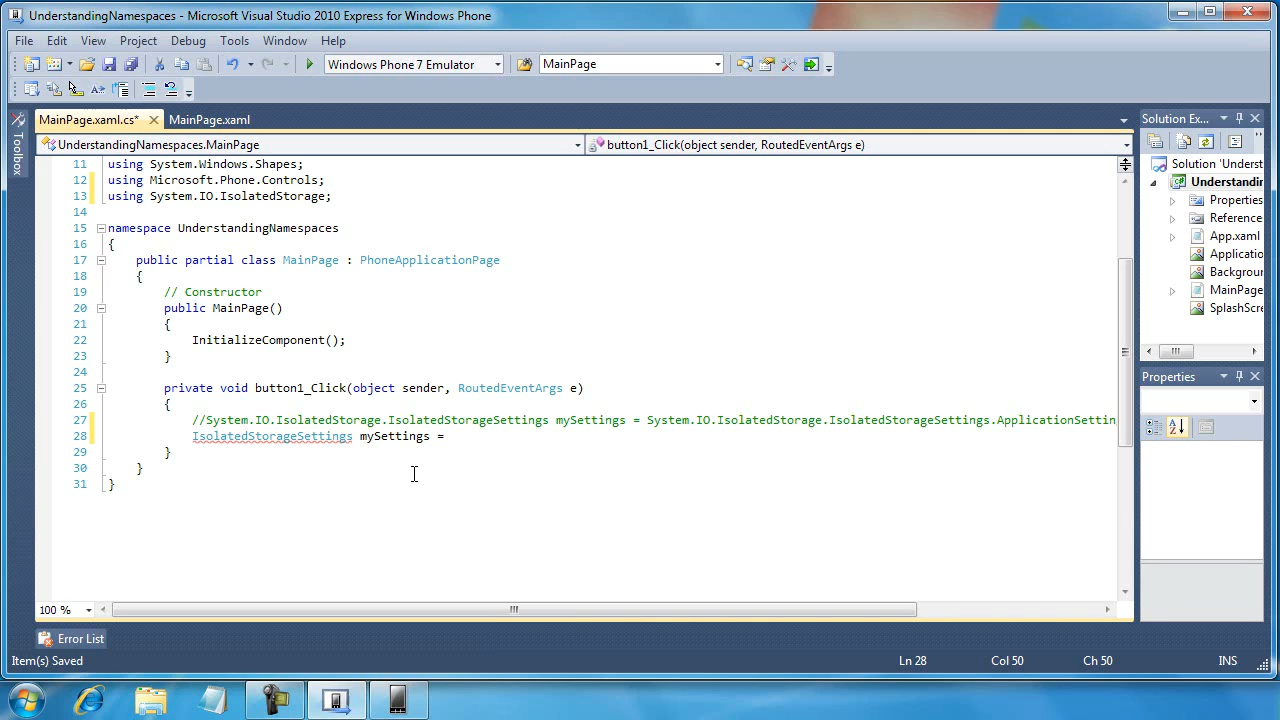 UnderstandingNamespaces - Microsoft Visual Studio 2010 Express for Windows Phone
File Edit View Project Debug Tools Window Help
Windows Phone 7 Emulator MainPage
MainPage.xaml.cs* MainPage.xaml Solution Ex...
Toolbox
UnderstandingNamespaces.MainPage button1_Click(object sender, RoutedEventArgs e)
11 using System.Windows.Shapes;
12 using Microsoft.Phone.Controls;
13 using System.IO.IsolatedStorage;
14
15 namespace UnderstandingNamespaces
16 {
17 public partial class MainPage : PhoneApplicationPage
18 {
19 // Constructor
20 public MainPage()
21 {
22 InitializeComponent();
23 }
24
25 private void button1_Click(object sender, RoutedEventArgs e)
26 {
27 //System.IO.IsolatedStorage.IsolatedStorageSettings mySettings = System.IO.IsolatedStorage.IsolatedStorageSettings.ApplicationSettin
28 IsolatedStorageSettings mySettings =
29 }
30 }
31 }
Solution 'Underst
Understandin
Properties
Reference
App.xaml
Applicatio
Backgrour
MainPage
SplashScre
Properties
100 %
Error List
Item(s) Saved Ln 28 Col 50 Ch 50 INS